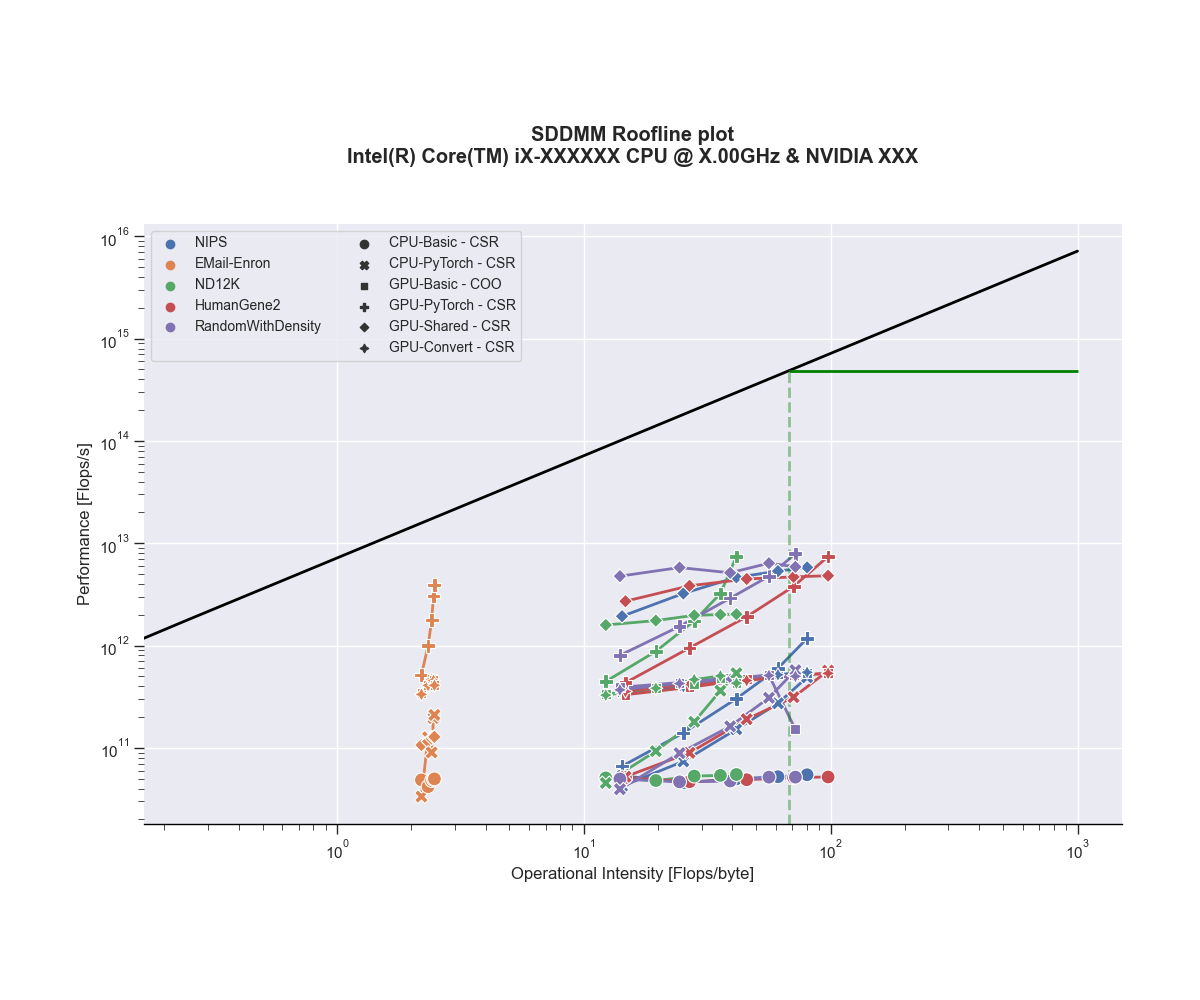 SDDMM Roofline plot
Intel(R) Core(TM) iX-XXXXXX CPU @ X.00GHz & NVIDIA XXX
10^16
10^15
10^14
10^13
10^12
10^11
Performance [Flops/s]
NIPS
EMail-Enron
ND12K
HumanGene2
RandomWithDensity
CPU-Basic - CSR
CPU-PyTorch - CSR
GPU-Basic - COO
GPU-PyTorch - CSR
GPU-Shared - CSR
GPU-Convert - CSR
10^0 10^1 10^2 10^3
Operational Intensity [Flops/byte]